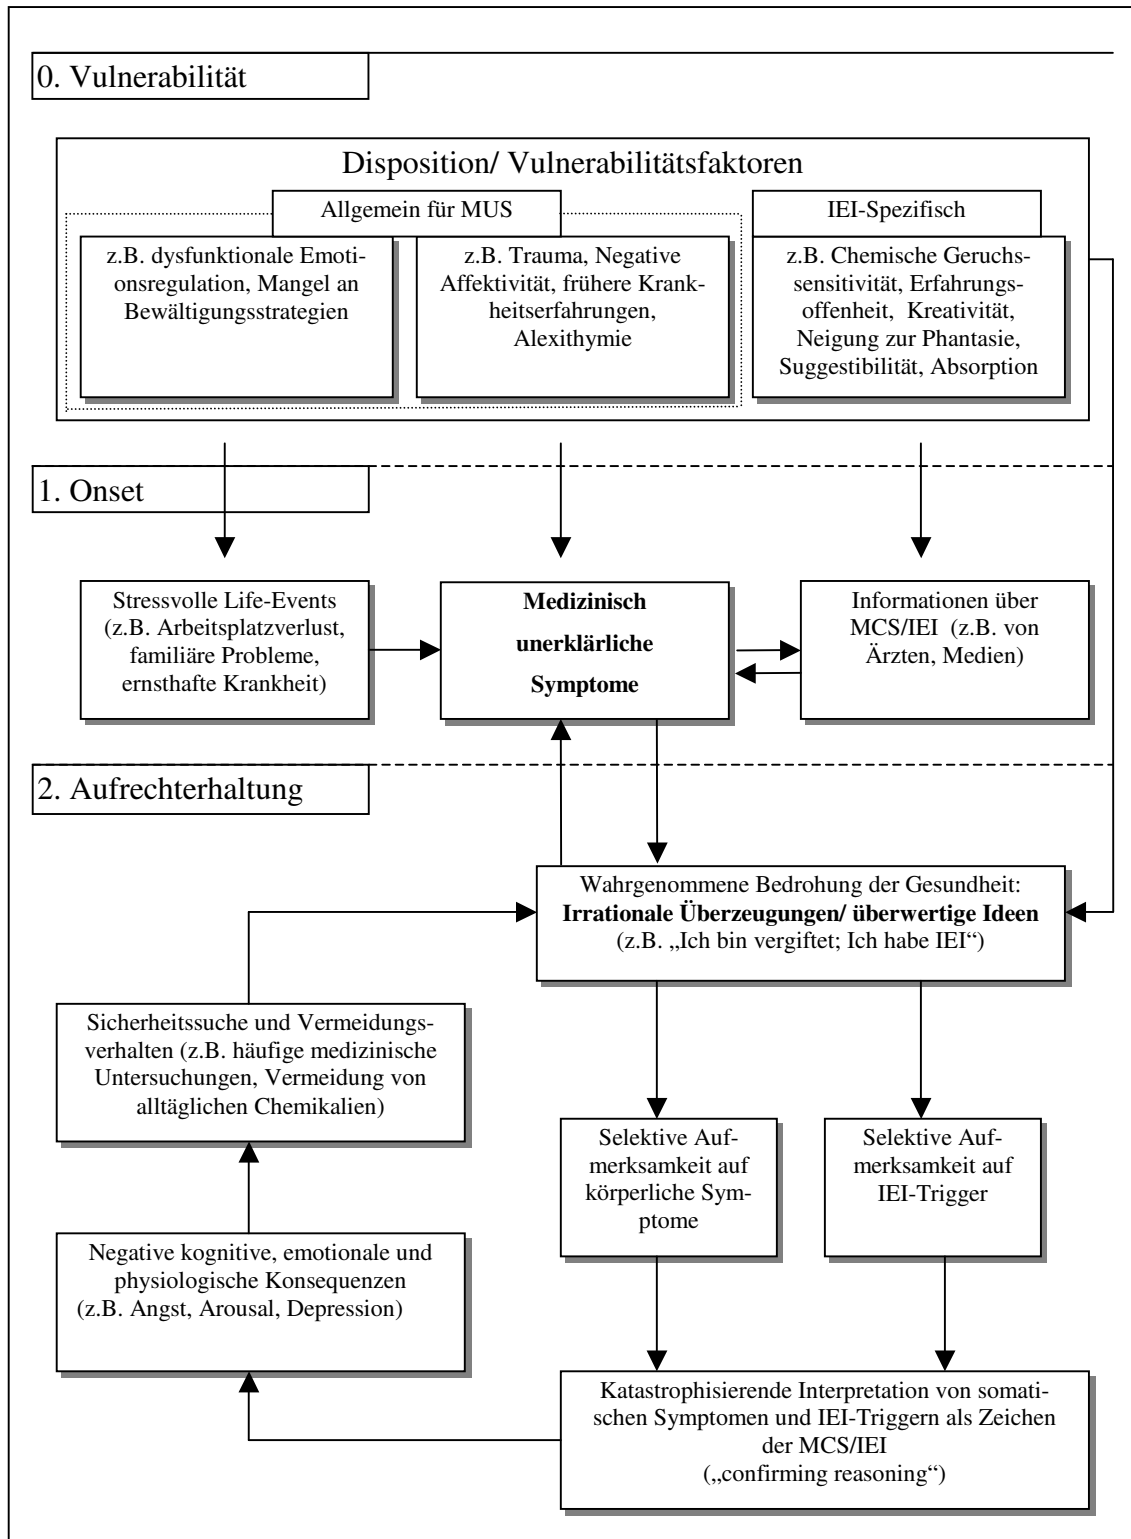 0. Vulnerabilität
Disposition/ Vulnerabilitätsfaktoren
Allgemein für MUS
z.B. dysfunktionale Emoti-
onsregulation, Mangel an
Bewältigungsstrategien
z.B. Trauma, Negative
Affektivität, frühere Krank-
heitserfahrungen,
Alexithymie
IEI-Spezifisch
z.B. Chemische Geruchs-
sensitivität, Erfahrungs-
offenheit, Kreativität,
Neigung zur Phantasie,
Suggestibilität, Absorption
1. Onset
Stressvolle Life-Events
(z.B. Arbeitsplatzverlust,
familiäre Probleme,
ernsthafte Krankheit)
Medizinisch
unerklärliche
Symptome
Informationen über
MCS/IEI (z.B. von
Ärzten, Medien)
2. Aufrechterhaltung
Wahrgenommene Bedrohung der Gesundheit:
Irrationale Überzeugungen/ überwertige Ideen
(z.B. „Ich bin vergiftet; Ich habe IEI“)
Sicherheitssuche und Vermeidungs-
verhalten (z.B. häufige medizinische
Untersuchungen, Vermeidung von
alltäglichen Chemikalien)
Selektive Auf-
merksamkeit auf
körperliche Symp-
tome
Selektive Auf-
merksamkeit auf
IEI-Trigger
Negative kognitive, emotionale und
physiologische Konsequenzen
(z.B. Angst, Arousal, Depression)
Katastrophisierende Interpretation von somati-
schen Symptomen und IEI-Triggern als Zeichen
der MCS/IEI
(„confirming reasoning“)